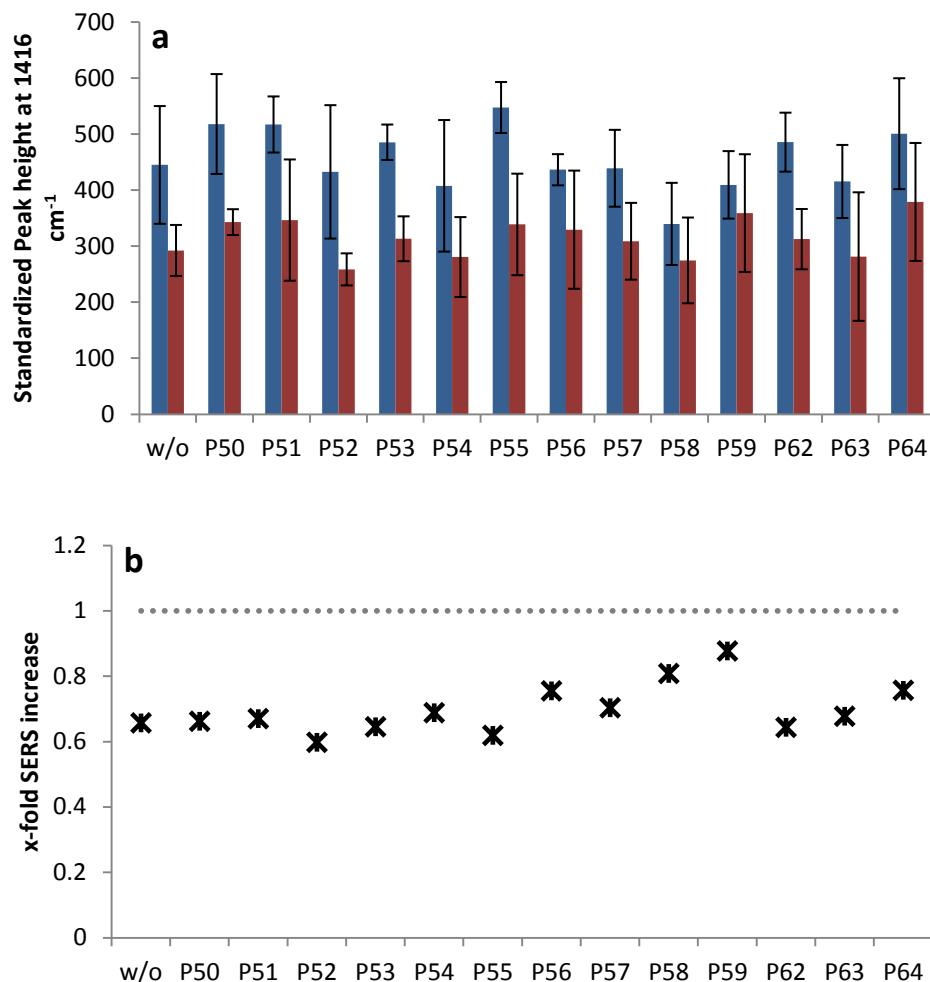 a
Standardized Peak height at 1416
cm-1
700
600
500
400
300
200
100
0
w/o P50 P51 P52 P53 P54 P55 P56 P57 P58 P59 P62 P63 P64
b
x-fold SERS increase
1.2
1
0.8
0.6
0.4
0.2
0
w/o P50 P51 P52 P53 P54 P55 P56 P57 P58 P59 P62 P63 P64